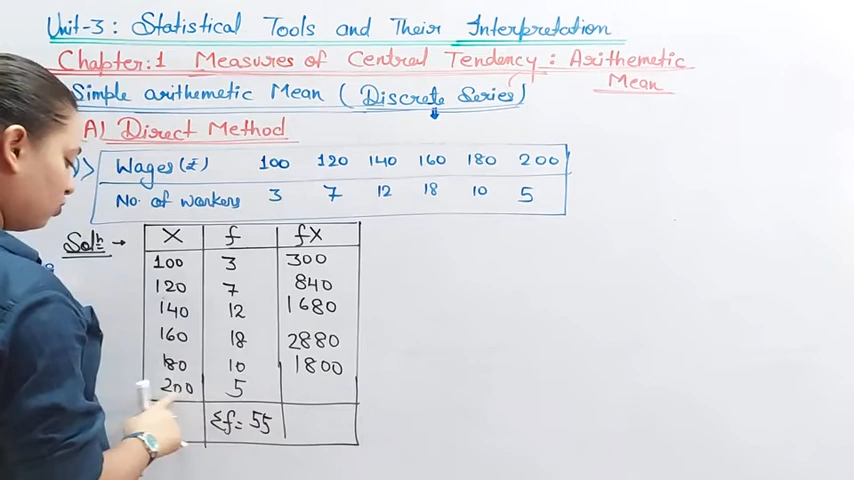 Unit-3: Statistical Tools and Their Interpretation
Chapter:1 Measures of Central Tendency: Arithemetic
Mean
Simple arithemetic Mean (Discrete Series)
A) Direct Method
Wages (₹) 100 120 140 160 180 200
No. of workers 3 7 12 18 10 5
Solⁿ →
X f fX
100 3 300
120 7 840
140 12 1680
160 18 2880
180 10 1800
200 5
Σf= 55